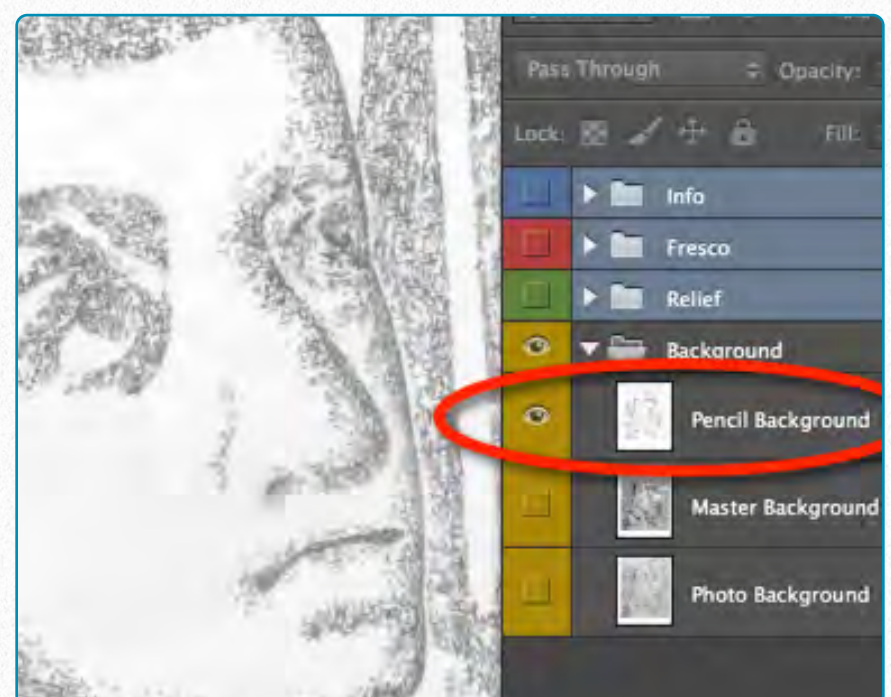 Pass Through Opacity:
Lock: Fill:
Info
Fresco
Relief
Background
Pencil Background
Master Background
Photo Background